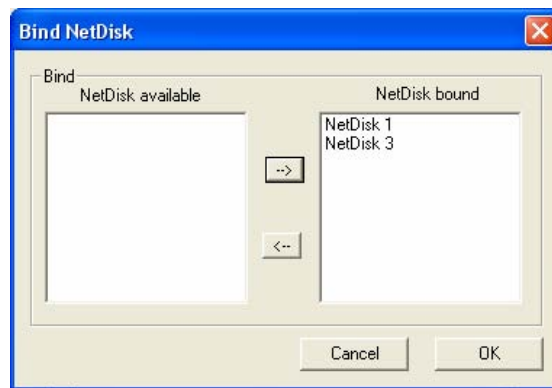 Bind NetDisk
Bind
NetDisk available
NetDisk bound
NetDisk 1
NetDisk 3
-->
<--
Cancel
OK